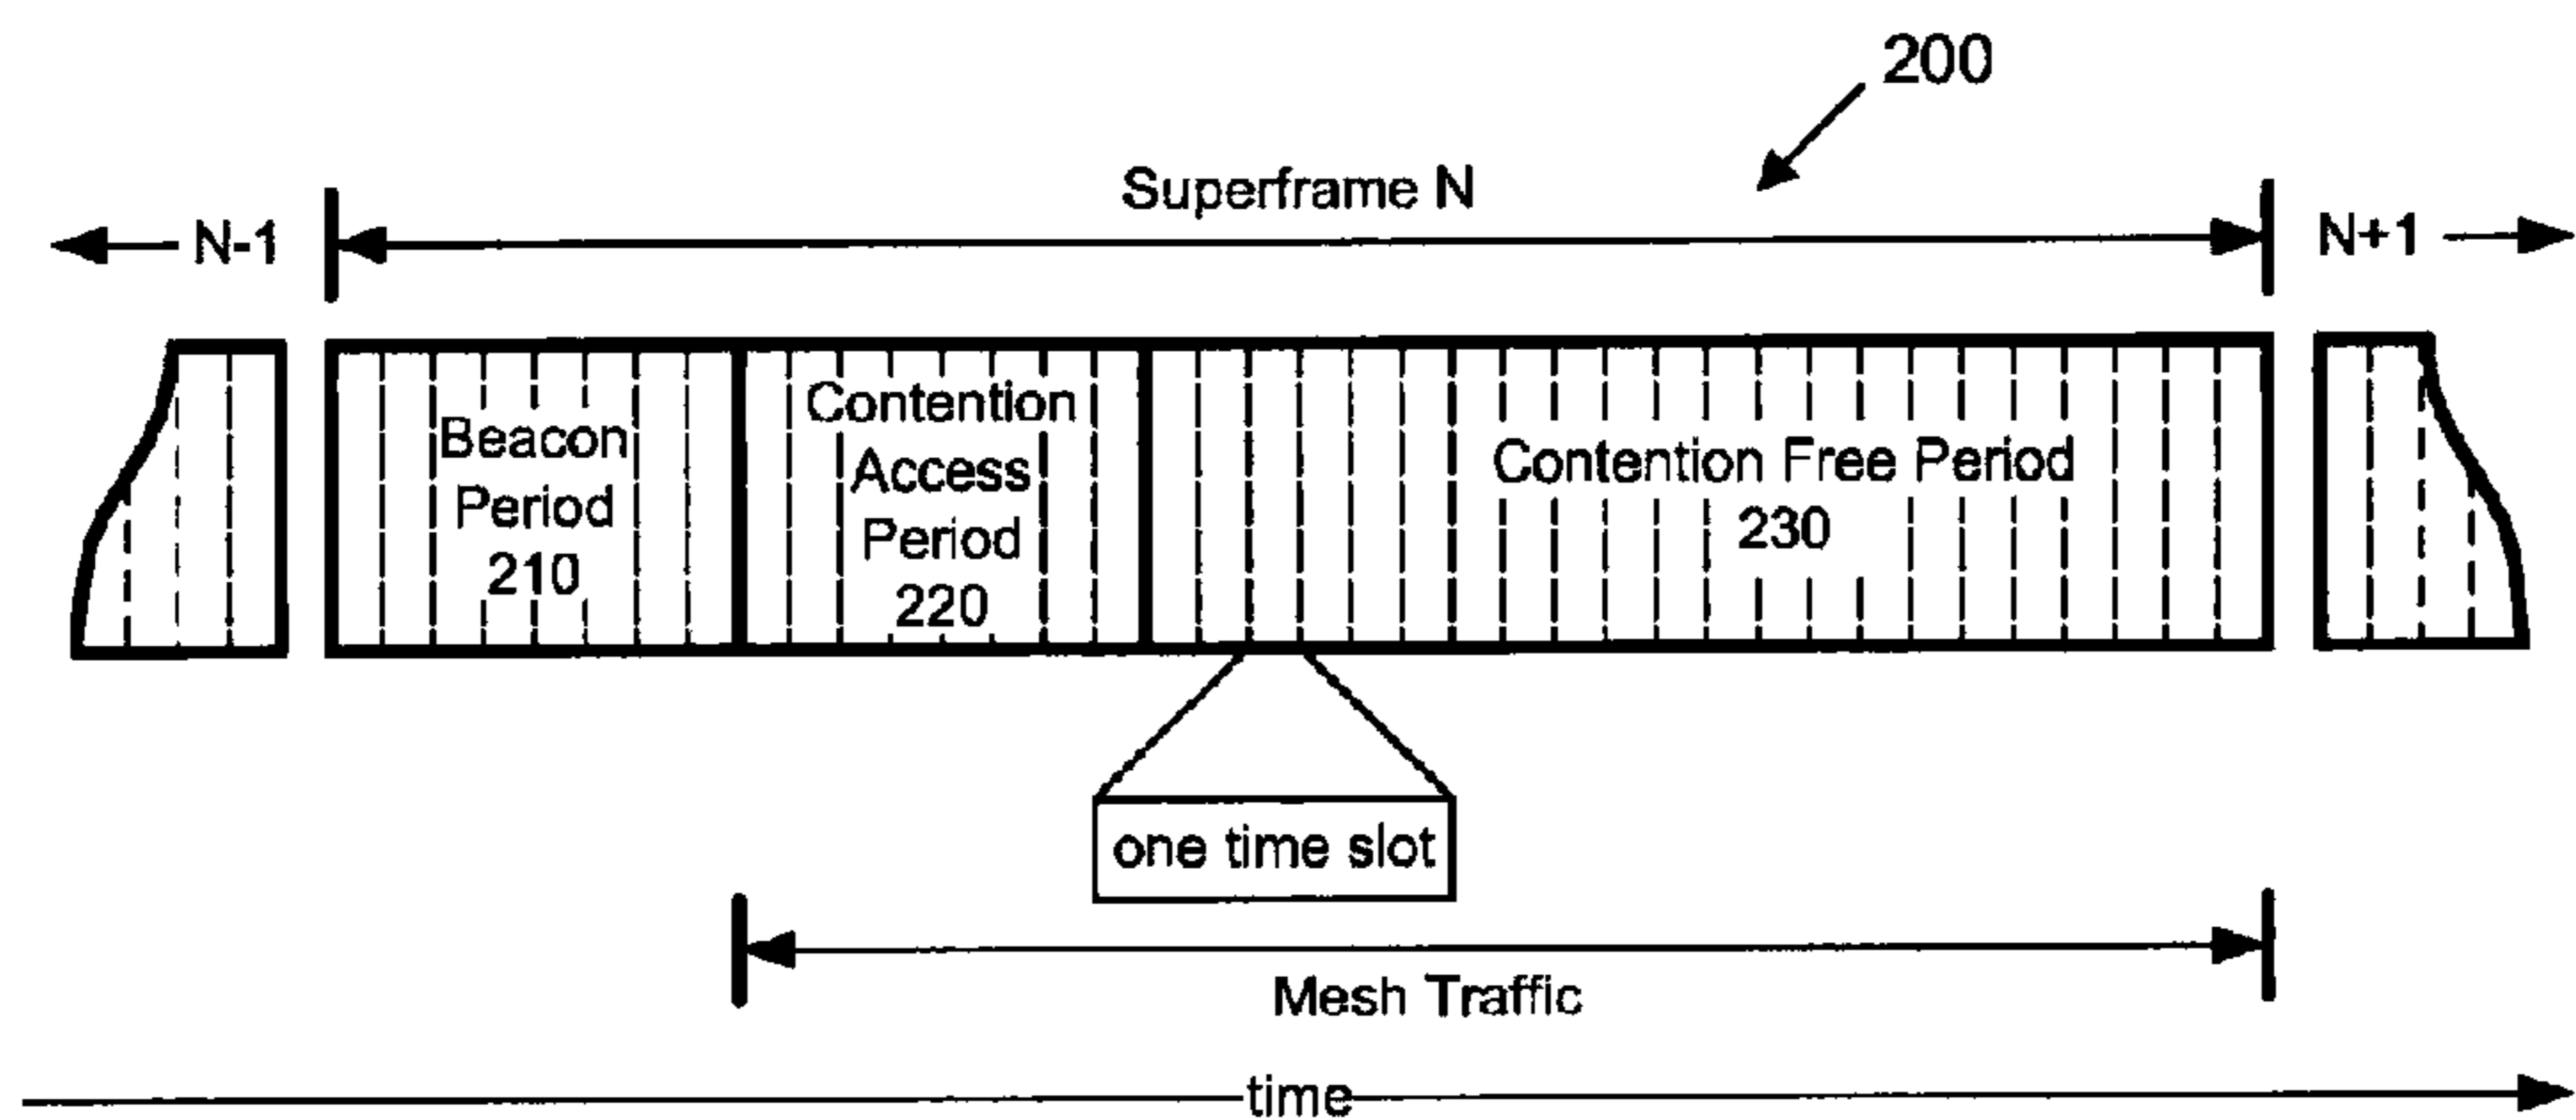 200
Superframe N
N-1
N+1
Beacon
Period
210
Contention
Access
Period
220
Contention Free Period
230
one time slot
Mesh Traffic
time